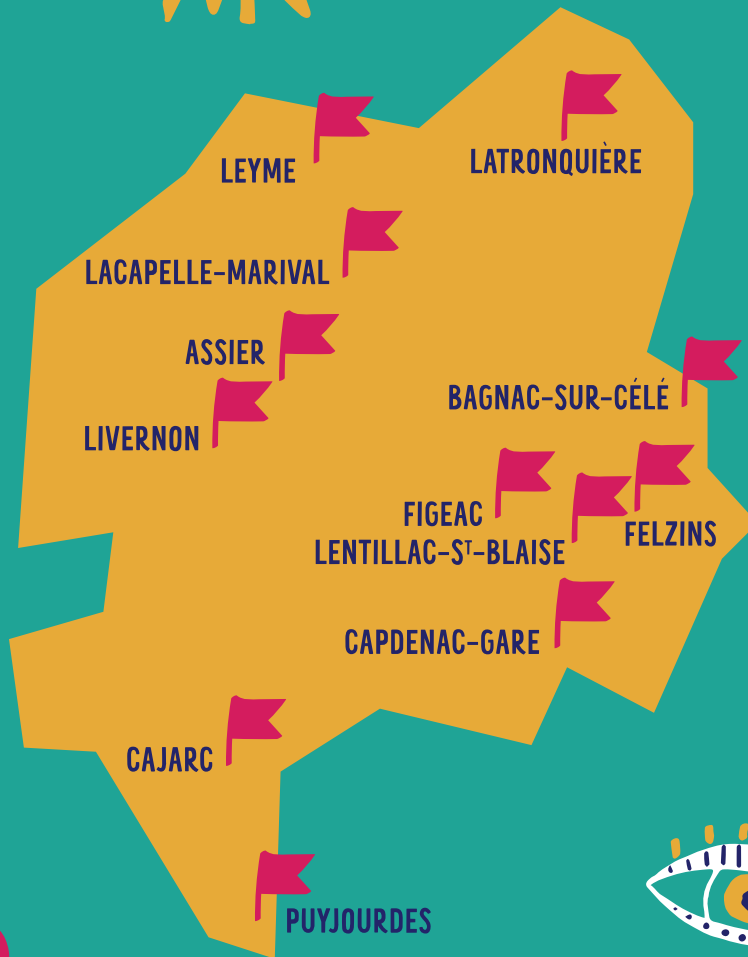 LATRONQUIÈRE
LEYME
LACAPELLE-MARIVAL
ASSIER
BAGNAC-SUR-CÉLÉ
LIVERNON
FIGEAC
FELZINS
LENTILLAC-ST-BLAISE
CAPDENAC-GARE
CAJARC
PUYJOURDES